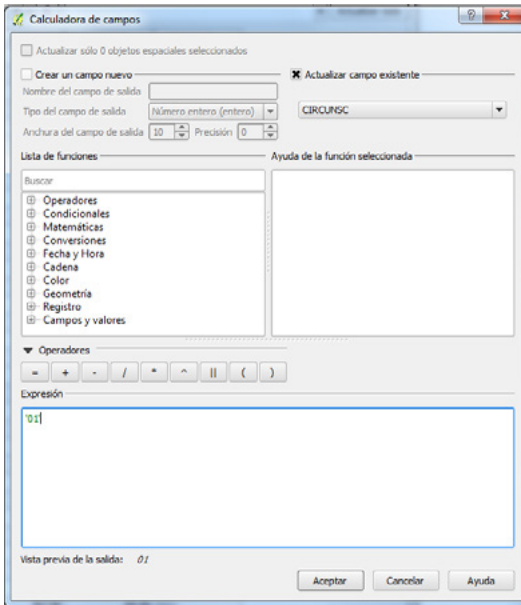 Calculadora de campos
Actualizar sólo 0 objetos espaciales seleccionados
Crear un campo nuevo
Actualizar campo existente
Nombre del campo de salida
Tipo del campo de salida Número entero (entero)
CIRCUNSC
Anchura del campo de salida 10 Precisión 0
Lista de funciones
Ayuda de la función seleccionada
Buscar
Operadores
Condicionales
Matemáticas
Conversiones
Fecha y Hora
Cadena
Color
Geometría
Registro
Campos y valores
Operadores
= + - / * ^ || ( )
Expresión
'01'
Vista previa de la salida: 01
Aceptar Cancelar Ayuda